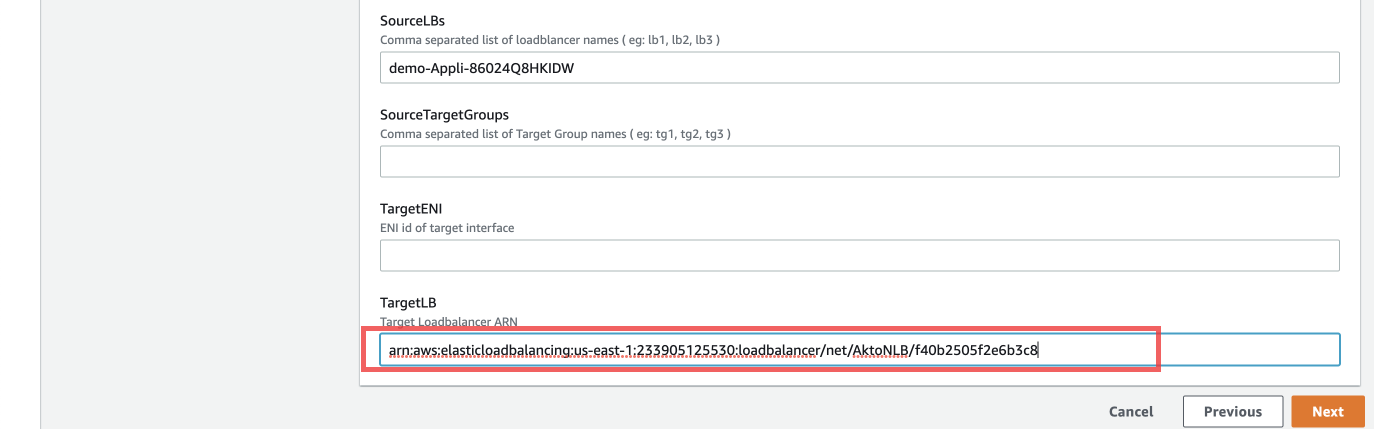 SourceLBs
Comma separated list of loadblancer names ( eg: lb1, lb2, lb3 )
demo-Appli-86024Q8HKIDW
SourceTargetGroups
Comma separated list of Target Group names ( eg: tg1, tg2, tg3 )
TargetENI
ENI id of target interface
TargetLB
Target Loadbalancer ARN
arn:aws:elasticloadbalancing:us-east-1:233905125530:loadbalancer/net/AktoNLB/f40b2505f2e6b3c8
Cancel Previous Next